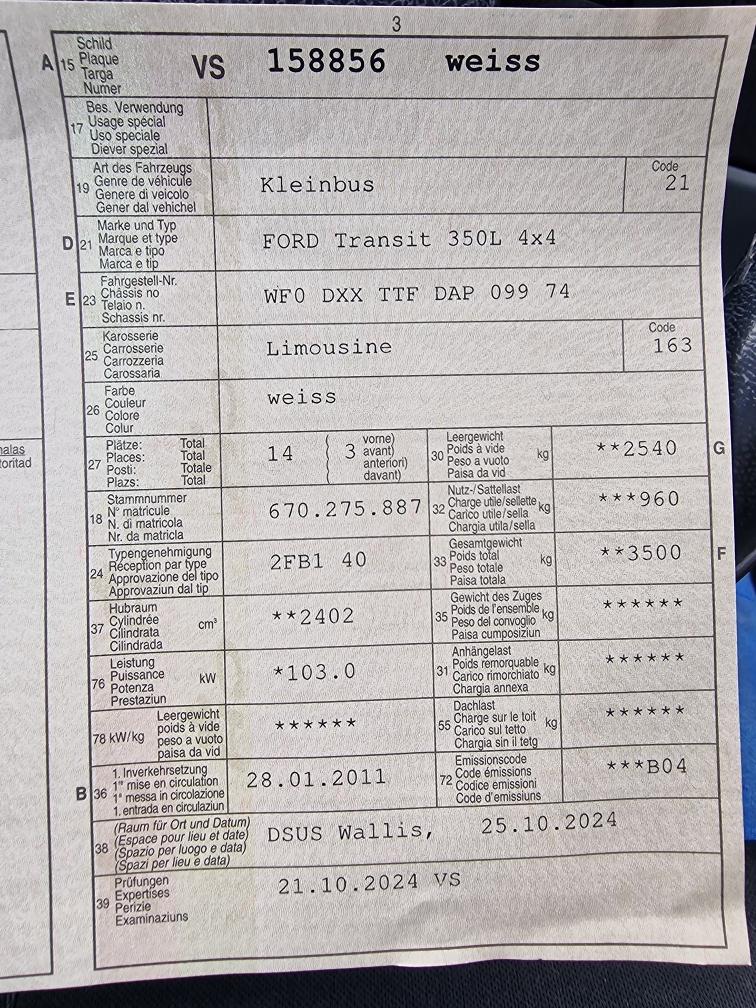 3
A 15 Schild
Plaque
Targa
Numer
VS 158856 weiss
17 Bes. Verwendung
Usage spécial
Uso speciale
Diever spezial
19 Art des Fahrzeugs
Genre de véhicule
Genere di veicolo
Gener dal vehichel
Kleinbus
Code
21
D 21 Marke und Typ
Marque et type
Marca e tipo
Marca e tip
FORD Transit 350L 4x4
E 23 Fahrgestell-Nr.
Châssis no
Telaio n.
Schassis nr.
WF0 DXX TTF DAP 099 74
25 Karosserie
Carrosserie
Carrozzeria
Carossaria
Limousine
Code
163
26 Farbe
Couleur
Colore
Colur
weiss
27 Plätze: Total
Places: Total
Posti: Totale
Plazs: Total
14 3 vorne)
avant)
anteriori)
davant)
30 Leergewicht
Poids à vide
Peso a vuoto
Paisa da vid
kg **2540 G
18 Stammnummer
N° matricule
N. di matricola
Nr. da matricla
670.275.887
32 Nutz-/Sattellast
Charge utile/sellette
Carico utile/sella
Chargia utila/sella
kg ***960
24 Typengenehmigung
Réception par type
Approvazione del tipo
Approvaziun dal tip
2FB1 40
33 Gesamtgewicht
Poids total
Peso totale
Paisa totala
kg **3500 F
37 Hubraum
Cylindrée
Cilindrata
Cilindrada
cm³ **2402
35 Gewicht des Zuges
Poids de l'ensemble
Peso del convoglio
Paisa cumposiziun
kg ******
76 Leistung
Puissance
Potenza
Prestaziun
kW *103.0
31 Anhängelast
Poids remorquable
Carico rimorchiato
Chargia annexa
kg ******
78 kW/kg Leergewicht
poids à vide
peso a vuoto
paisa da vid
******
55 Dachlast
Charge sur le toit
Carico sul tetto
Chargia sin il tetg
kg ******
B 36 1. Inverkehrsetzung
1re mise en circulation
1a messa in circolazione
1. entrada en circulaziun
28.01.2011
72 Emissionscode
Code émissions
Codice emissioni
Code d'emissiuns
***B04
38 (Raum für Ort und Datum)
(Espace pour lieu et date)
(Spazio per luogo e data)
(Spazi per lieu e data)
DSUS Wallis, 25.10.2024
39 Prüfungen
Expertises
Perizie
Examinaziuns
21.10.2024 VS